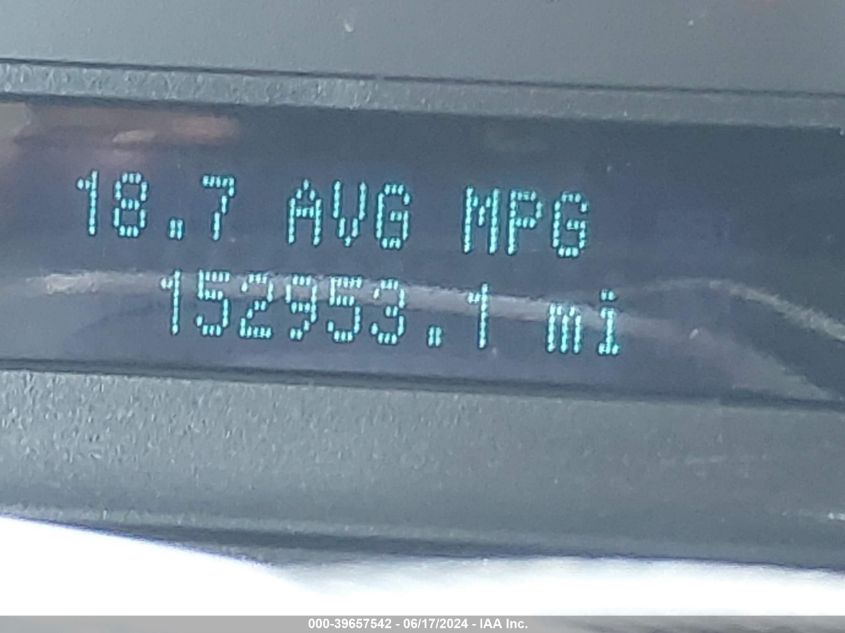 18.7 AVG MPG
152953.1 mi
000-39657542 - 06/17/2024 - IAA Inc.